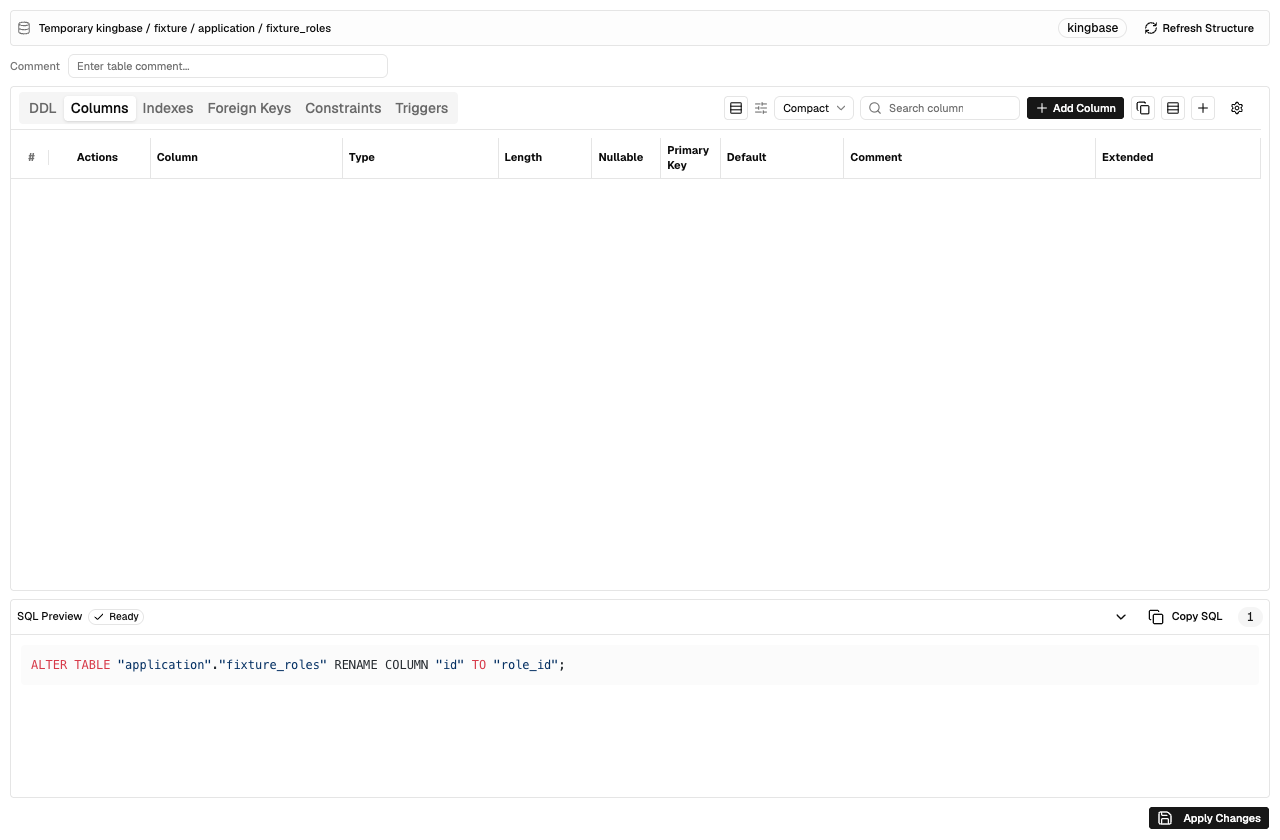 Temporary kingbase / fixture / application / fixture_roles
kingbase
Refresh Structure
Comment
Enter table comment...
DDL Columns Indexes Foreign Keys Constraints Triggers
Compact
Search column
Add Column
# Actions Column Type Length Nullable Primary Key Default Comment Extended
SQL Preview
Ready
Copy SQL
1
ALTER TABLE "application"."fixture_roles" RENAME COLUMN "id" TO "role_id";
Apply Changes